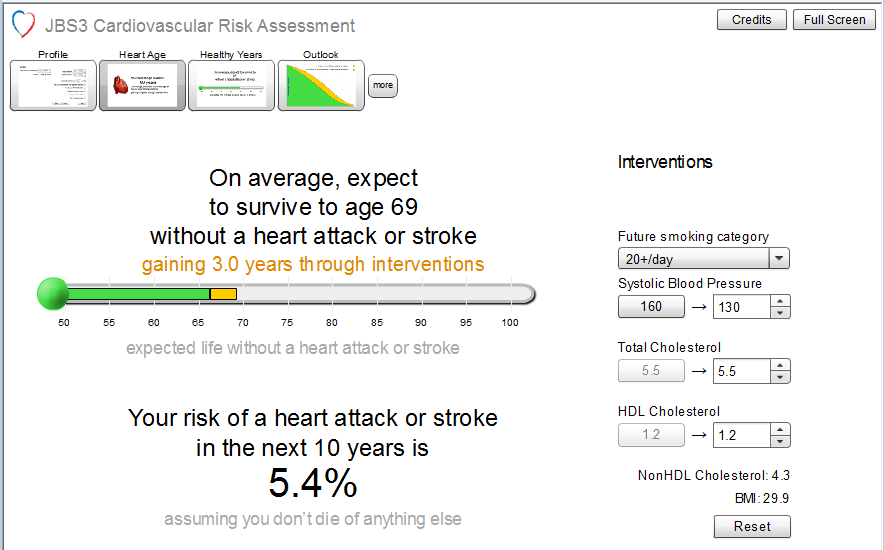 JBS3 Cardiovascular Risk Assessment
Credits
Full Screen
Profile
Heart Age
Healthy Years
Outlook
more
On average, expect
to survive to age 69
without a heart attack or stroke
gaining 3.0 years through interventions
50 55 60 65 70 75 80 85 90 95 100
expected life without a heart attack or stroke
Your risk of a heart attack or stroke
in the next 10 years is
5.4%
assuming you don't die of anything else
Interventions
Future smoking category
20+/day
Systolic Blood Pressure
160 → 130
Total Cholesterol
5.5 → 5.5
HDL Cholesterol
1.2 → 1.2
NonHDL Cholesterol: 4.3
BMI: 29.9
Reset